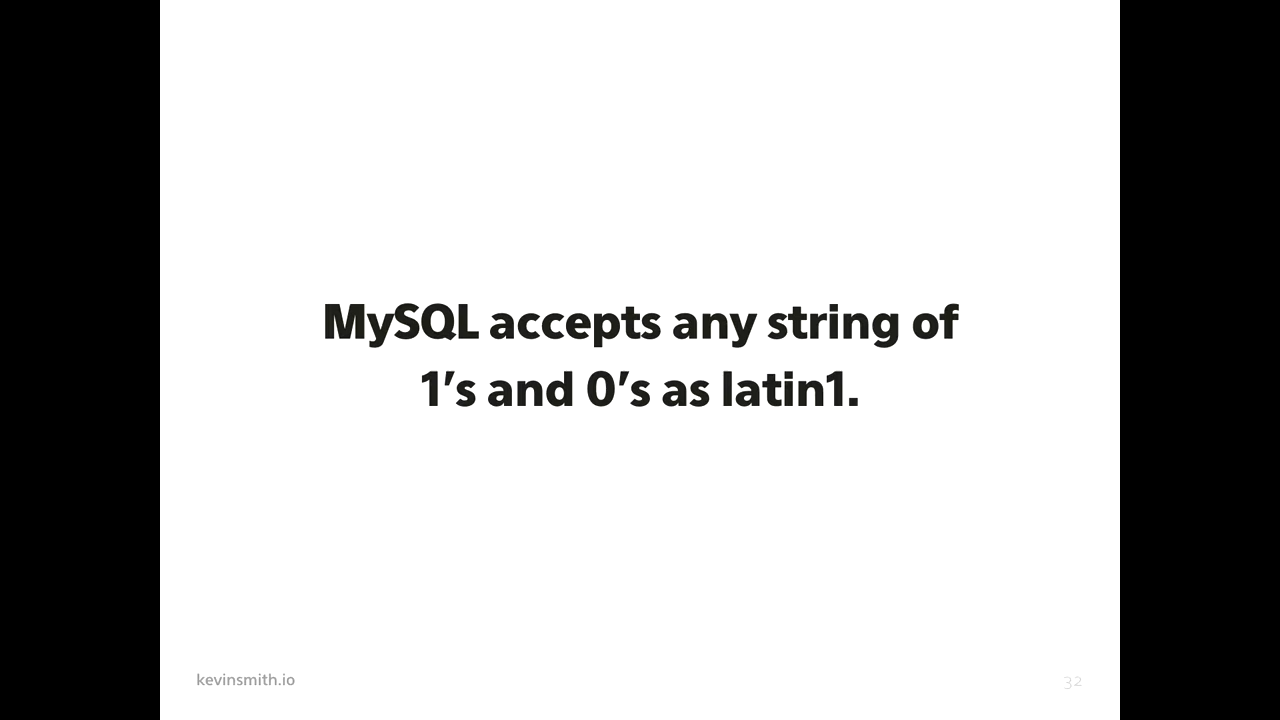 MySQL accepts any string of
1’s and 0’s as latin1.
kevinsmith.io
32